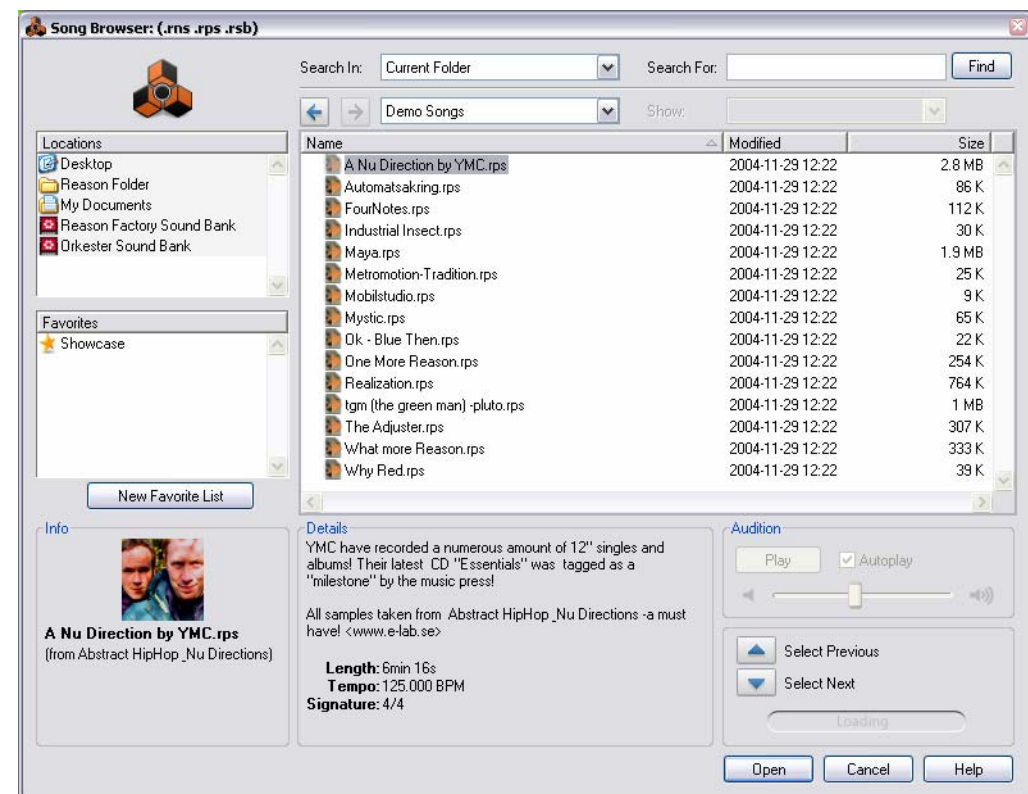 Song Browser: (.rns .rps .rsb)
Search In: Current Folder Search For: Find
Demo Songs Show:
Locations
Desktop
Reason Folder
My Documents
Reason Factory Sound Bank
Orkester Sound Bank
Favorites
Showcase
New Favorite List
Name Modified Size
A Nu Direction by YMC.rps 2004-11-29 12:22 2.8 MB
Automatsakring.rps 2004-11-29 12:22 86 K
FourNotes.rps 2004-11-29 12:22 112 K
Industrial Insect.rps 2004-11-29 12:22 30 K
Maya.rps 2004-11-29 12:22 1.9 MB
Metromotion-Tradition.rps 2004-11-29 12:22 25 K
Mobilstudio.rps 2004-11-29 12:22 9 K
Mystic.rps 2004-11-29 12:22 65 K
Ok - Blue Then.rps 2004-11-29 12:22 22 K
One More Reason.rps 2004-11-29 12:22 254 K
Realization.rps 2004-11-29 12:22 764 K
tgm (the green man) -pluto.rps 2004-11-29 12:22 1 MB
The Adjuster.rps 2004-11-29 12:22 307 K
What more Reason.rps 2004-11-29 12:22 333 K
Why Red.rps 2004-11-29 12:22 39 K
Info
A Nu Direction by YMC.rps
(from Abstract HipHop_Nu Directions)
Details
YMC have recorded a numerous amount of 12" singles and
albums! Their latest CD "Essentials" was tagged as a
"milestone" by the music press!
All samples taken from Abstract HipHop_Nu Directions -a must
have! <www.e-lab.se>
Length: 6min 16s
Tempo: 125.000 BPM
Signature: 4/4
Audition
Play Autoplay
Select Previous
Select Next
Loading
Open Cancel Help